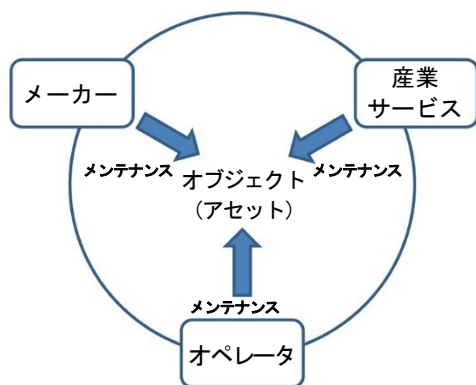 メーカー
産業
サービス
メンテナンス
メンテナンス
オブジェクト
（アセット）
メンテナンス
オペレータ